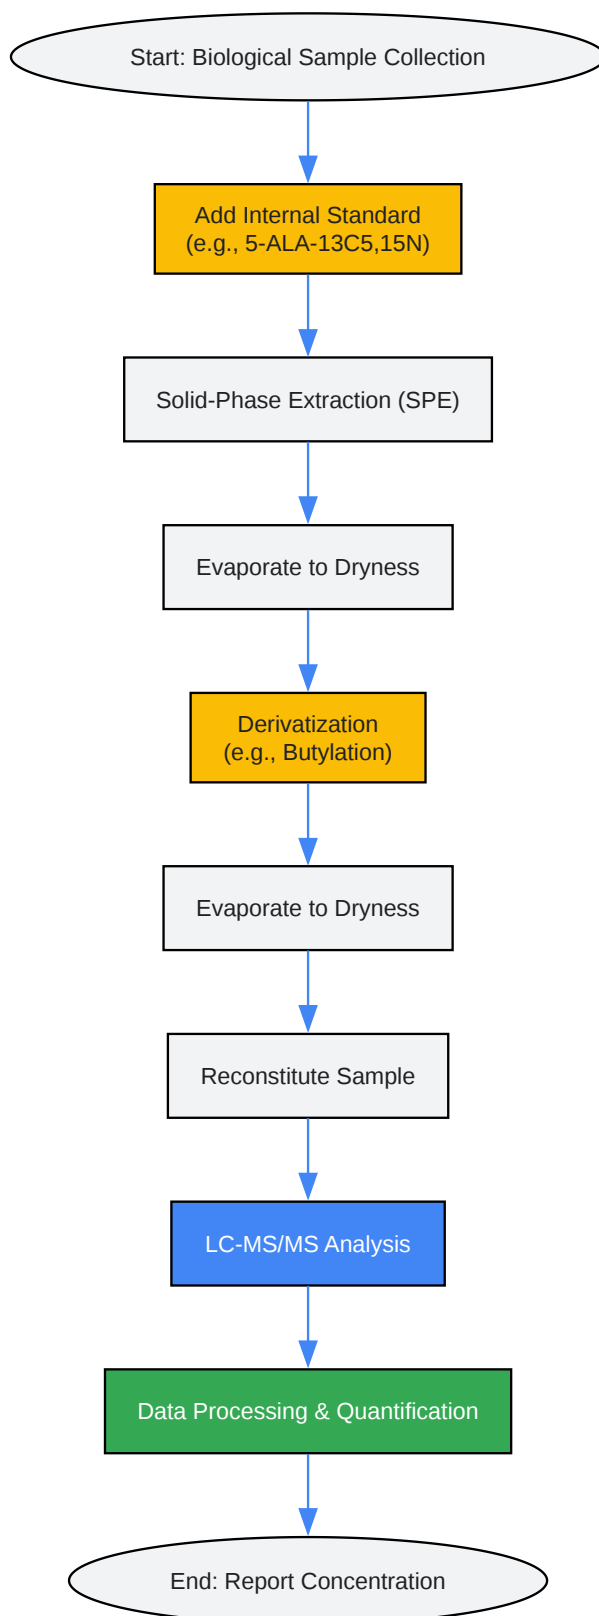 Start: Biological Sample Collection
Add Internal Standard
(e.g., 5-ALA-13C5,15N)
Solid-Phase Extraction (SPE)
Evaporate to Dryness
Derivatization
(e.g., Butylation)
Evaporate to Dryness
Reconstitute Sample
LC-MS/MS Analysis
Data Processing & Quantification
End: Report Concentration